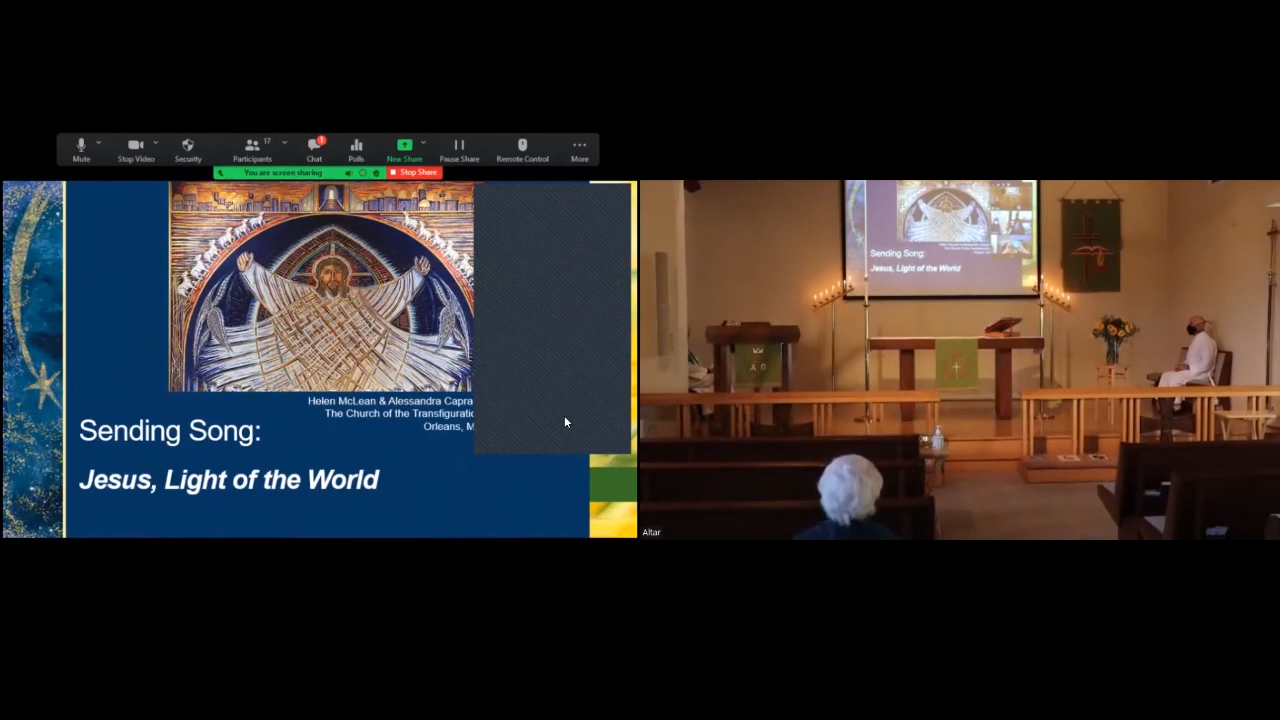 17
1
Mute
Stop Video
Security
Participants
Chat
Polls
New Share
Pause Share
Remote Control
More
You are screen sharing
Stop Share
Helen McLean & Alessandra Capra
The Church of the Transfiguratio
Orleans, M
Sending Song:
Jesus, Light of the World
Sending Song:
Jesus, Light of the World
Α Ω
Altar